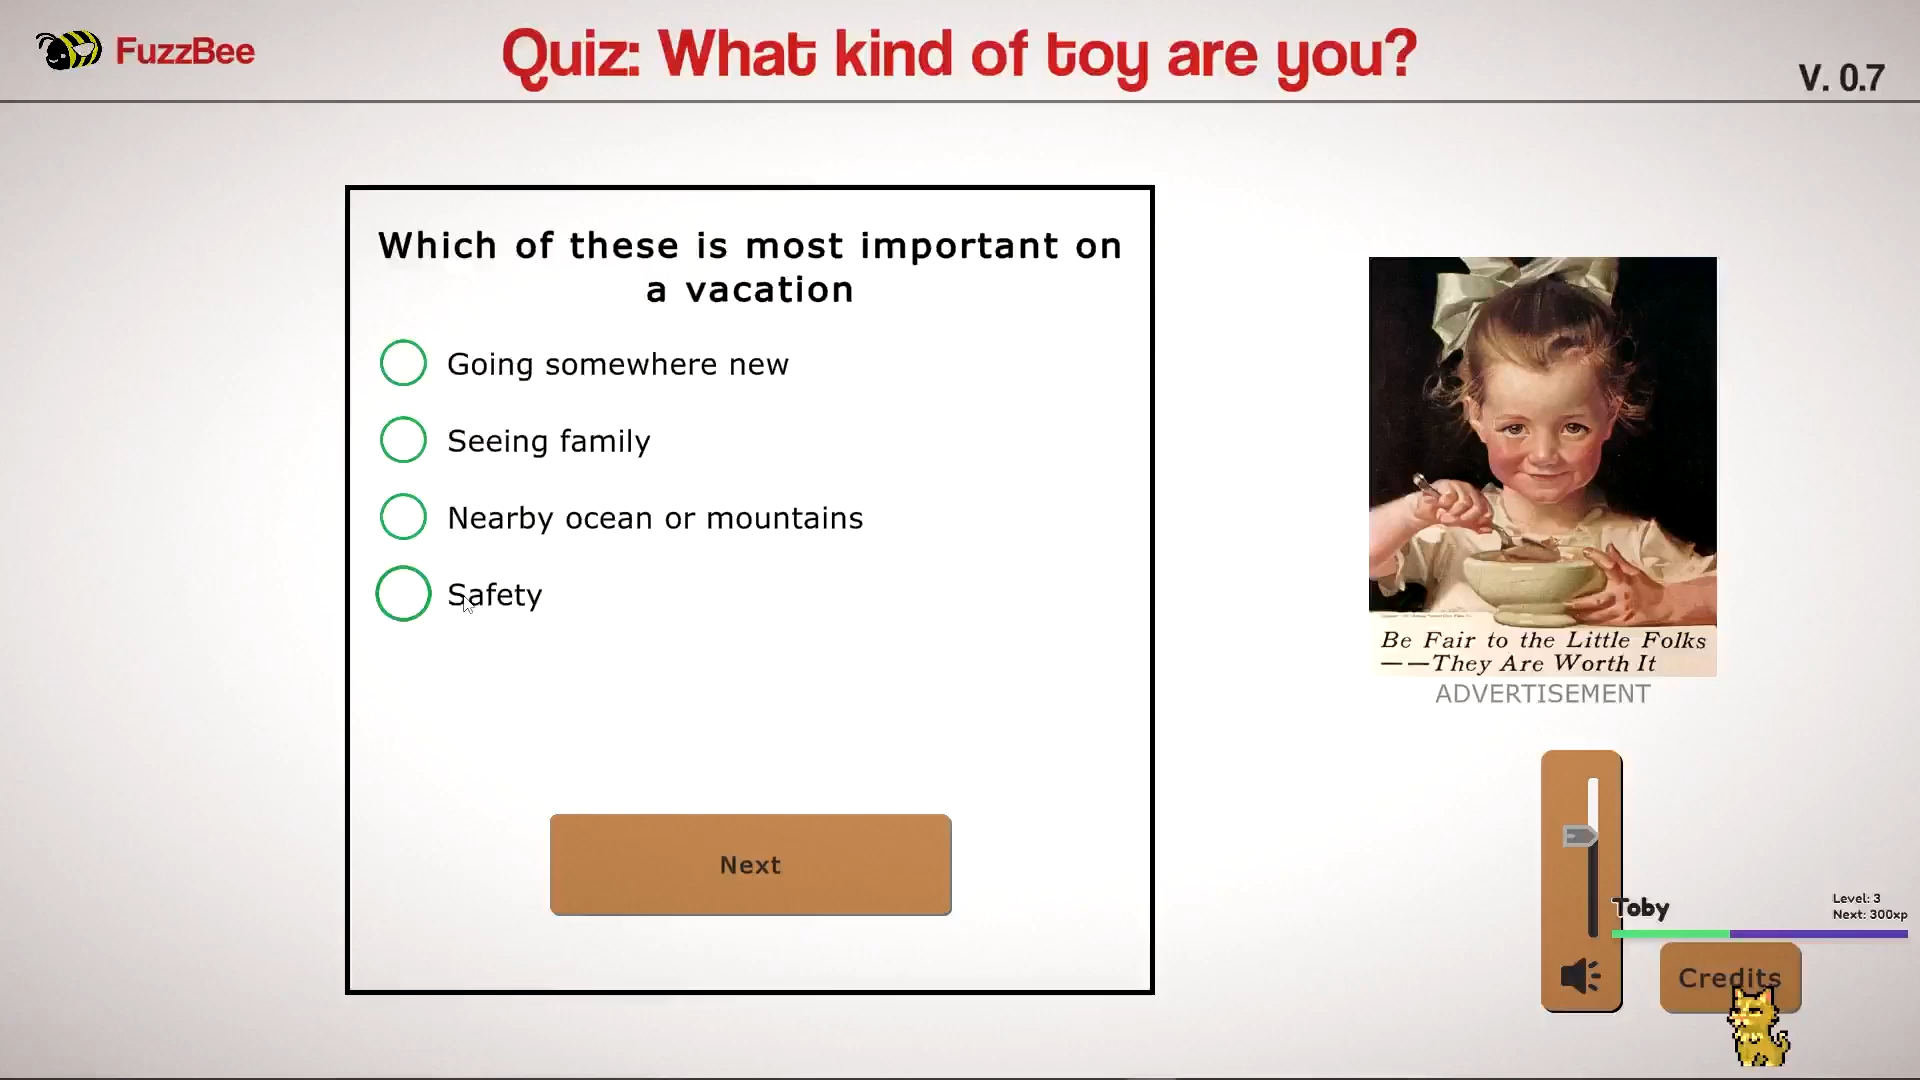 FuzzBee
Quiz: What kind of toy are you?
V. 0.7
Which of these is most important on
a vacation
Going somewhere new
Seeing family
Nearby ocean or mountains
Safety
Next
Be Fair to the Little Folks
——They Are Worth It
ADVERTISEMENT
Toby
Level: 3
Next: 300xp
Credits